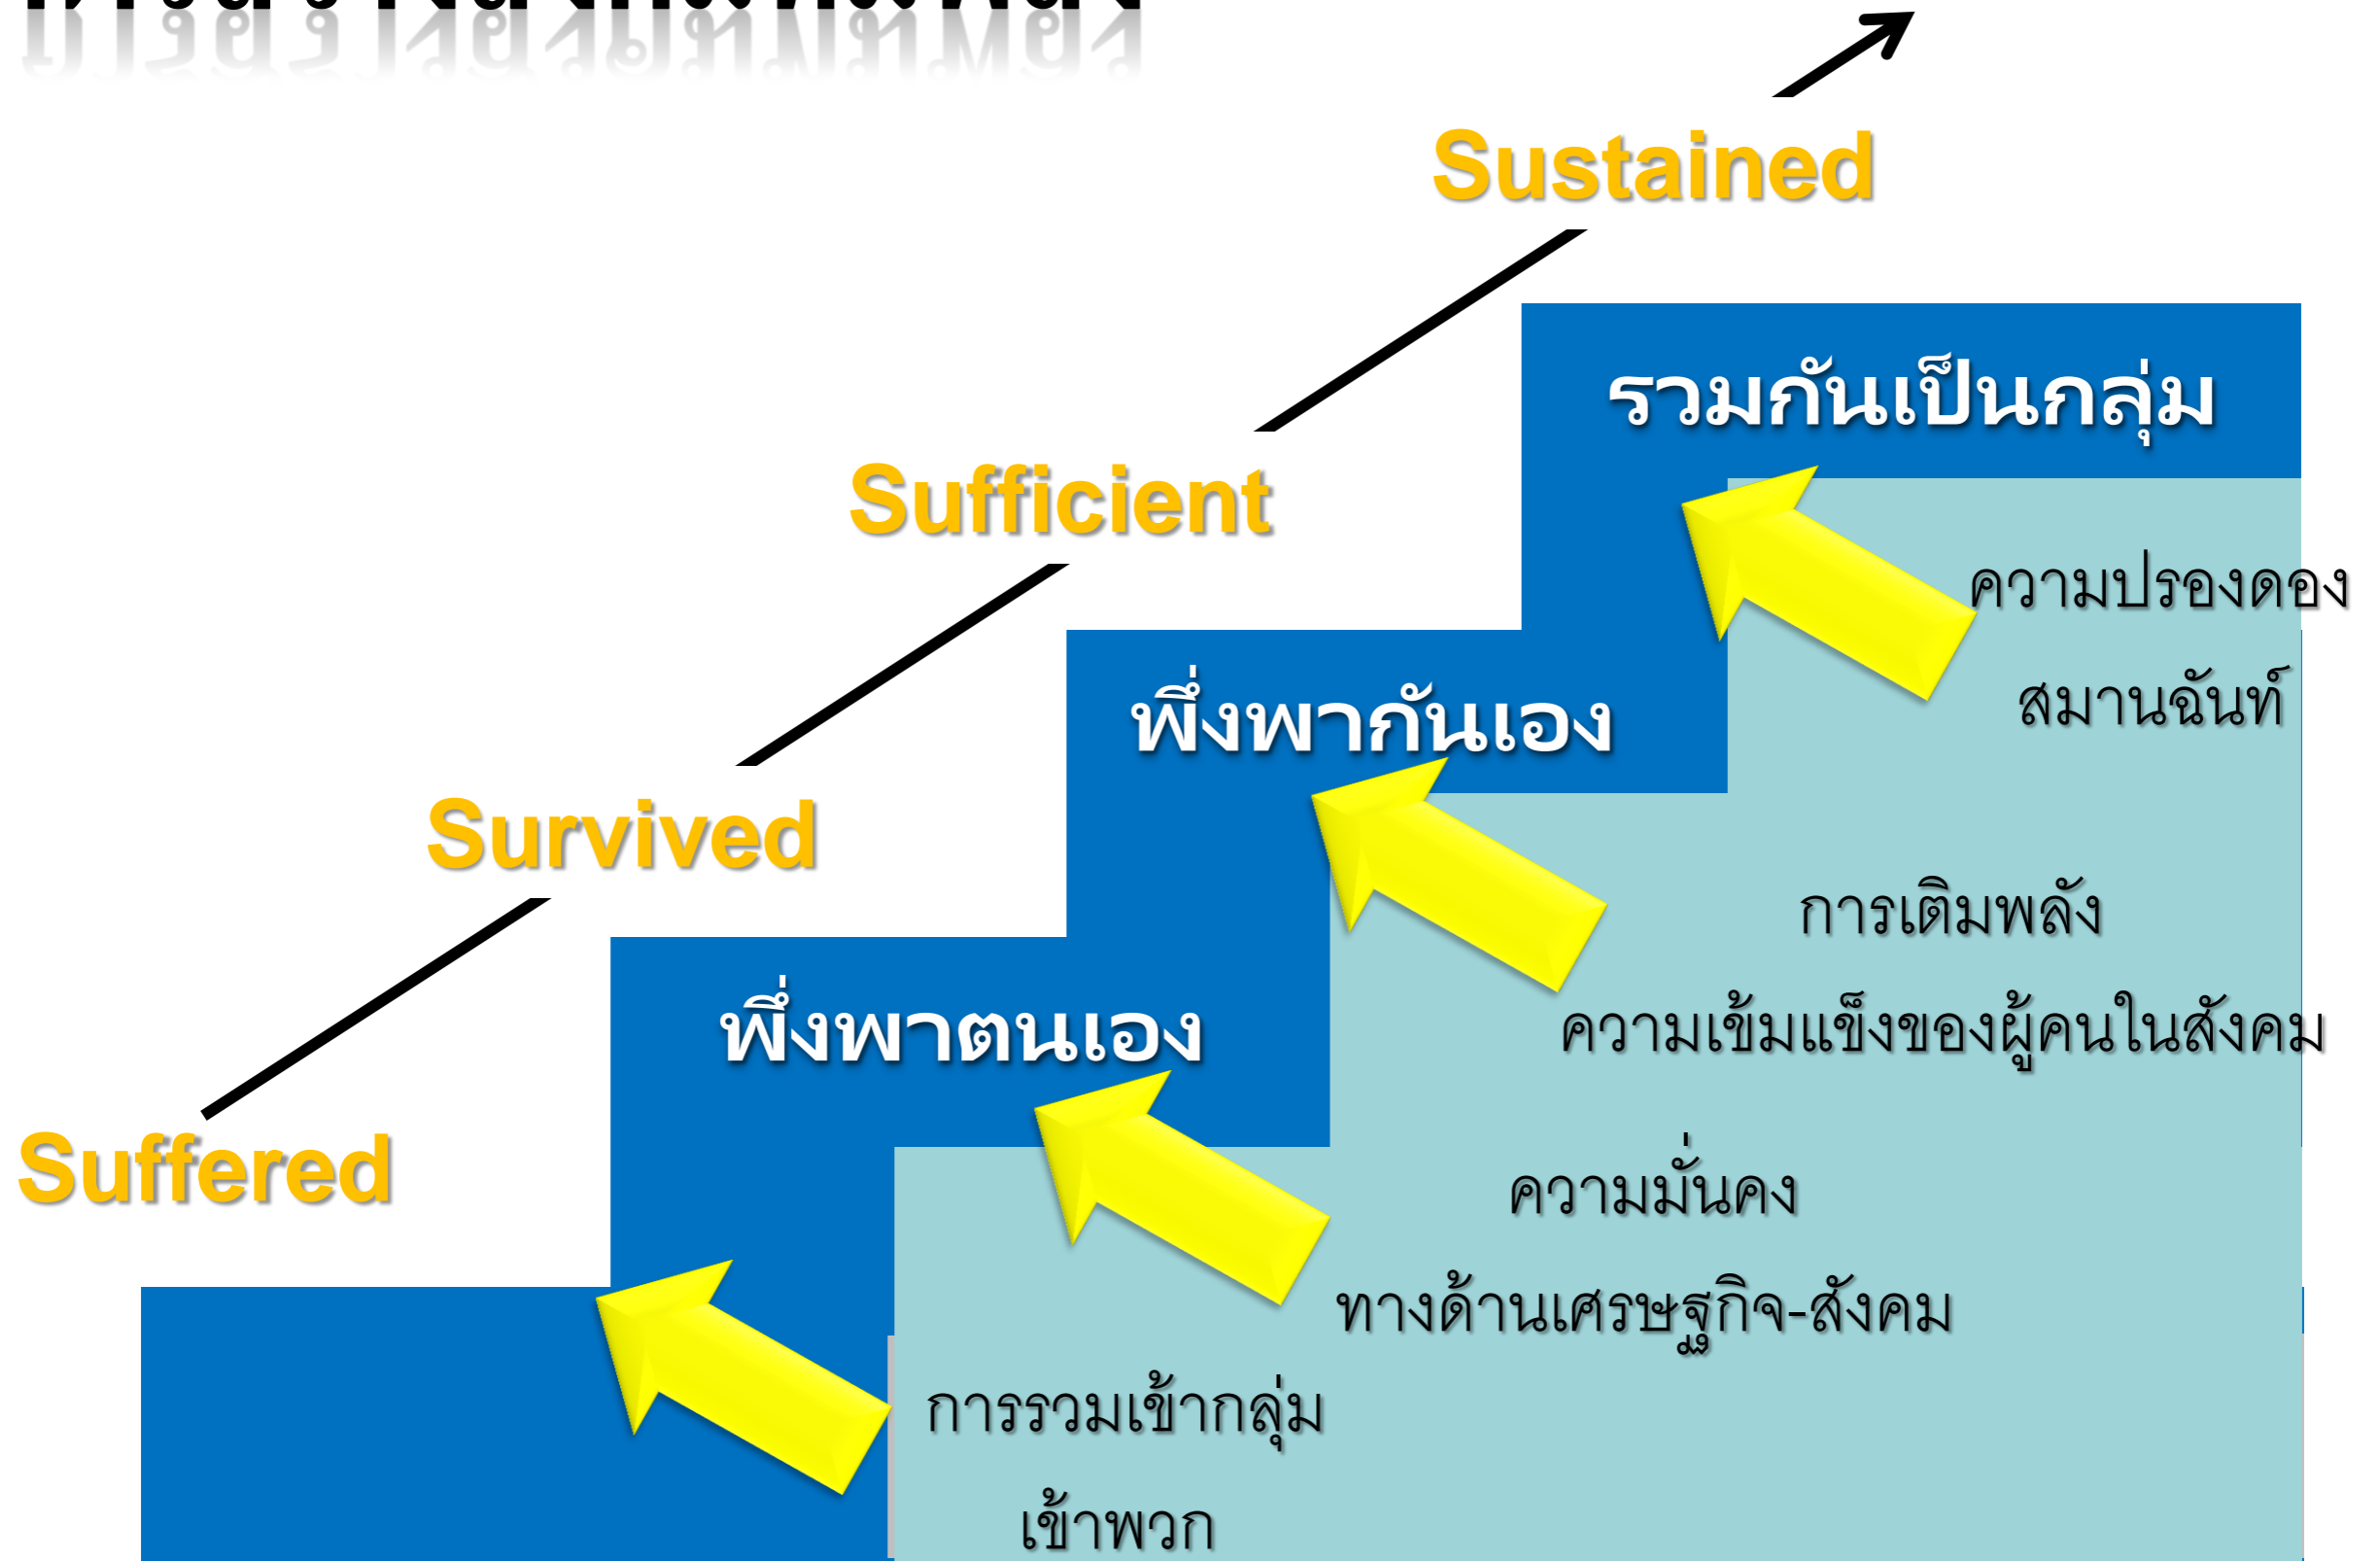 Sustained
รวมกันเป็นกลุ่ม
Sufficient
ความปรองดอง
สมานฉันท์
พึ่งพากันเอง
Survived
การเติมพลัง
ความเข้มแข็งของผู้คนในสังคม
พึ่งพาตนเอง
Suffered
ความมั่นคง
ทางด้านเศรษฐกิจ-สังคม
การรวมเข้ากลุ่ม
เข้าพวก